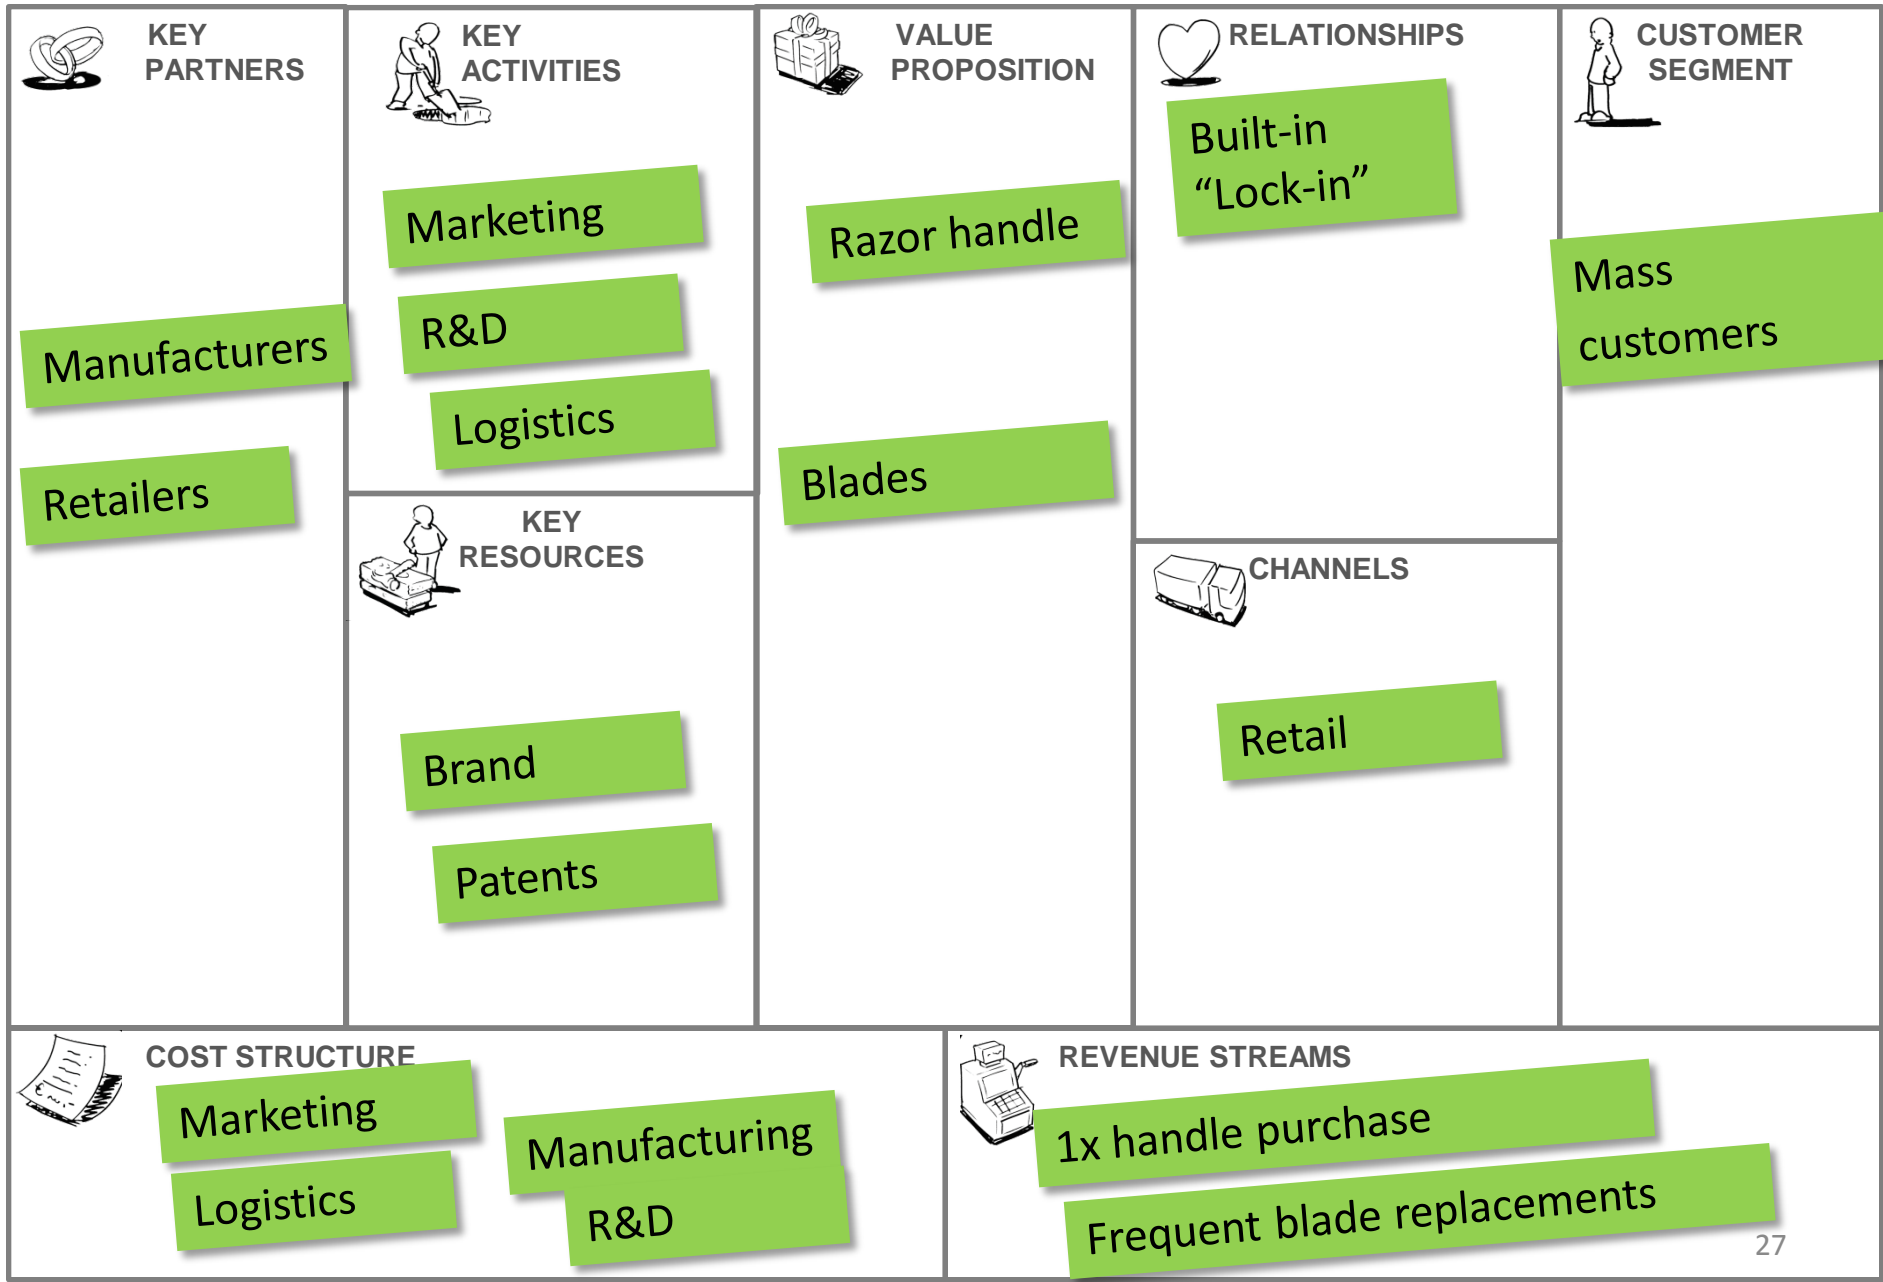 KEY
PARTNERS
Manufacturers
Retailers
KEY
ACTIVITIES
Marketing
R&D
Logistics
KEY
RESOURCES
Brand
Patents
VALUE
PROPOSITION
Razor handle
Blades
RELATIONSHIPS
Built-in
“Lock-in”
CHANNELS
Retail
CUSTOMER
SEGMENT
Mass
customers
COST STRUCTURE
Marketing
Logistics
Manufacturing
R&D
REVENUE STREAMS
1x handle purchase
Frequent blade replacements
27